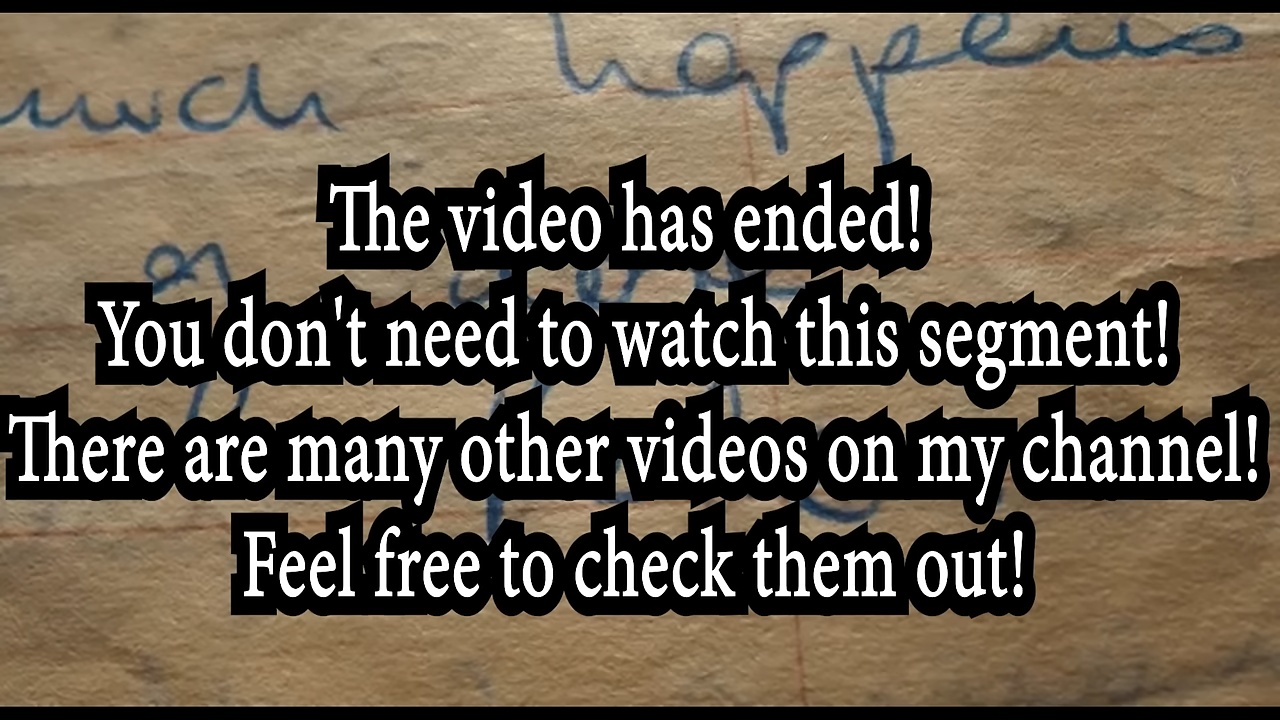 happens
The video has ended!
You don't need to watch this segment!
There are many other videos on my channel!
Feel free to check them out!